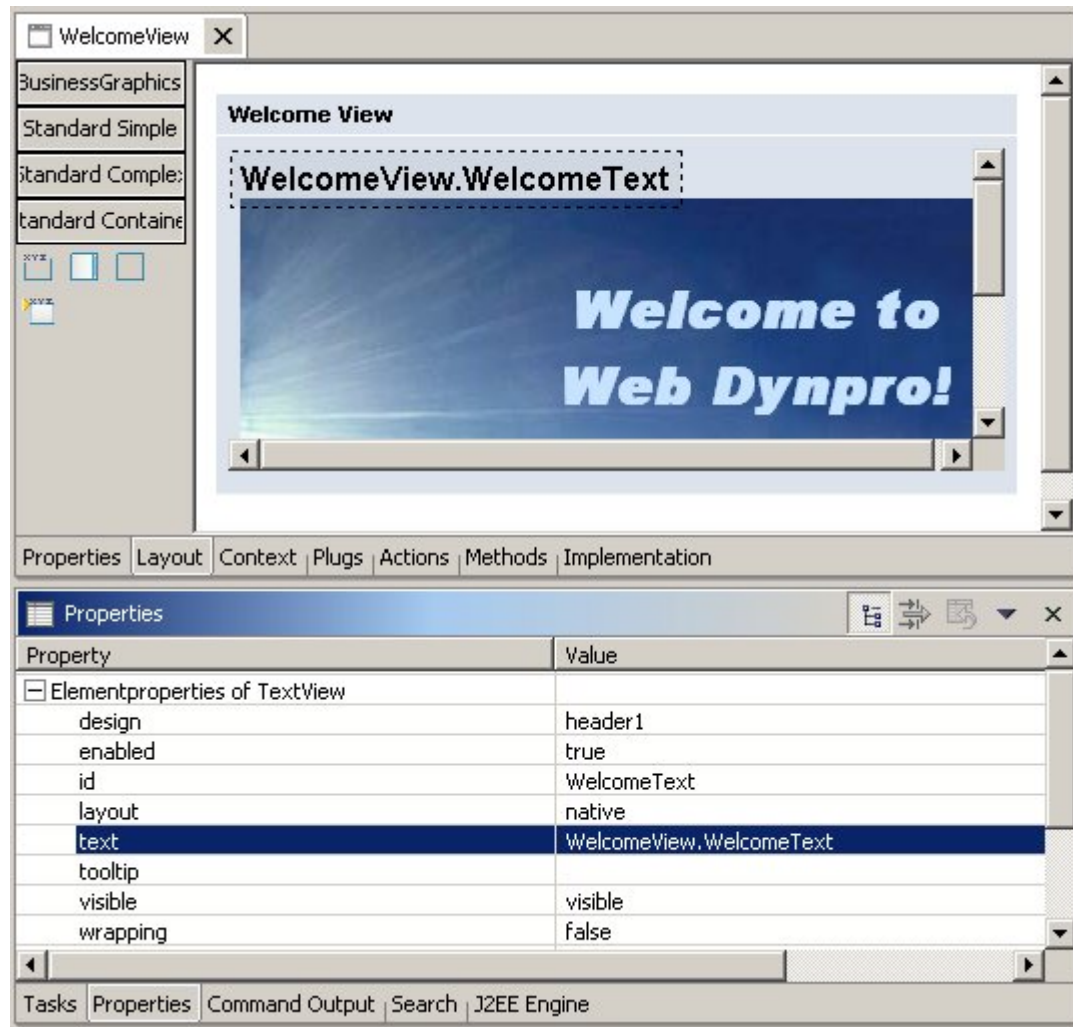 WelcomeView
BusinessGraphics
Standard Simple
Standard Complex
tandard Containe
Welcome View
WelcomeView.WelcomeText
Welcome to
Web Dynpro!
Properties Layout Context Plugs Actions Methods Implementation
Properties
Property Value
Elementproperties of TextView
design header1
enabled true
id WelcomeText
layout native
text WelcomeView.WelcomeText
tooltip
visible visible
wrapping false
Tasks Properties Command Output Search J2EE Engine